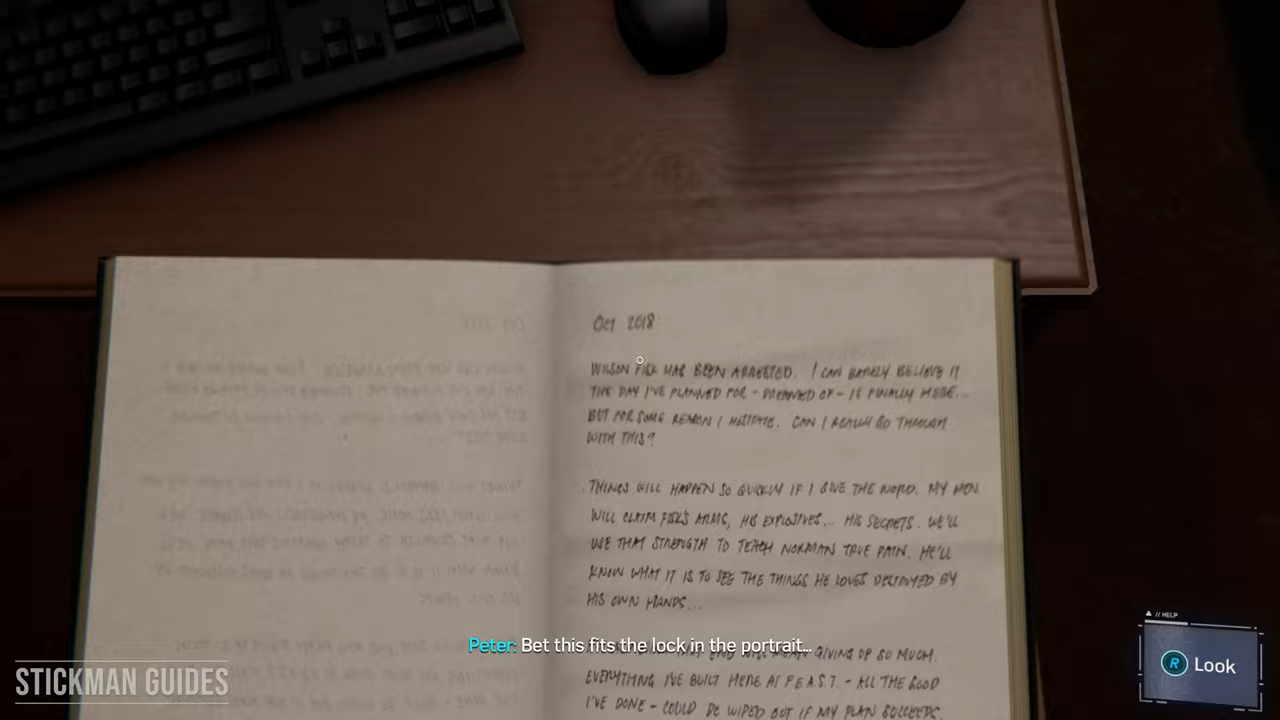 Oct 2018
WILSON FISK HAS BEEN ARRESTED. I CAN BARELY BELIEVE IT
THE DAY I'VE PLANNED FOR - DREAMED OF - IS FINALLY HERE...
BUT FOR SOME REASON I HESITATE. CAN I REALLY GO THROUGH
WITH THIS?
THINGS WILL HAPPEN SO QUICKLY IF I GIVE THE WORD. MY MEN
WILL CLAIM FISK'S ARMS, HIS EXPLOSIVES... HIS SECRETS. WE'LL
USE THAT STRENGTH TO TEACH NORMAN TRUE PAIN. HE'LL
KNOW WHAT IT IS TO SEE THE THINGS HE LOVES DESTROYED BY
HIS OWN HANDS...
GIVING UP SO MUCH.
EVERYTHING I'VE BUILT HERE AT F.E.A.S.T - ALL THE GOOD
I'VE DONE - COULD BE WIPED OUT IF MY PLAN SUCCEEDS.
Peter: Bet this fits the lock in the portrait...
// HELP
R Look
STICKMAN GUIDES